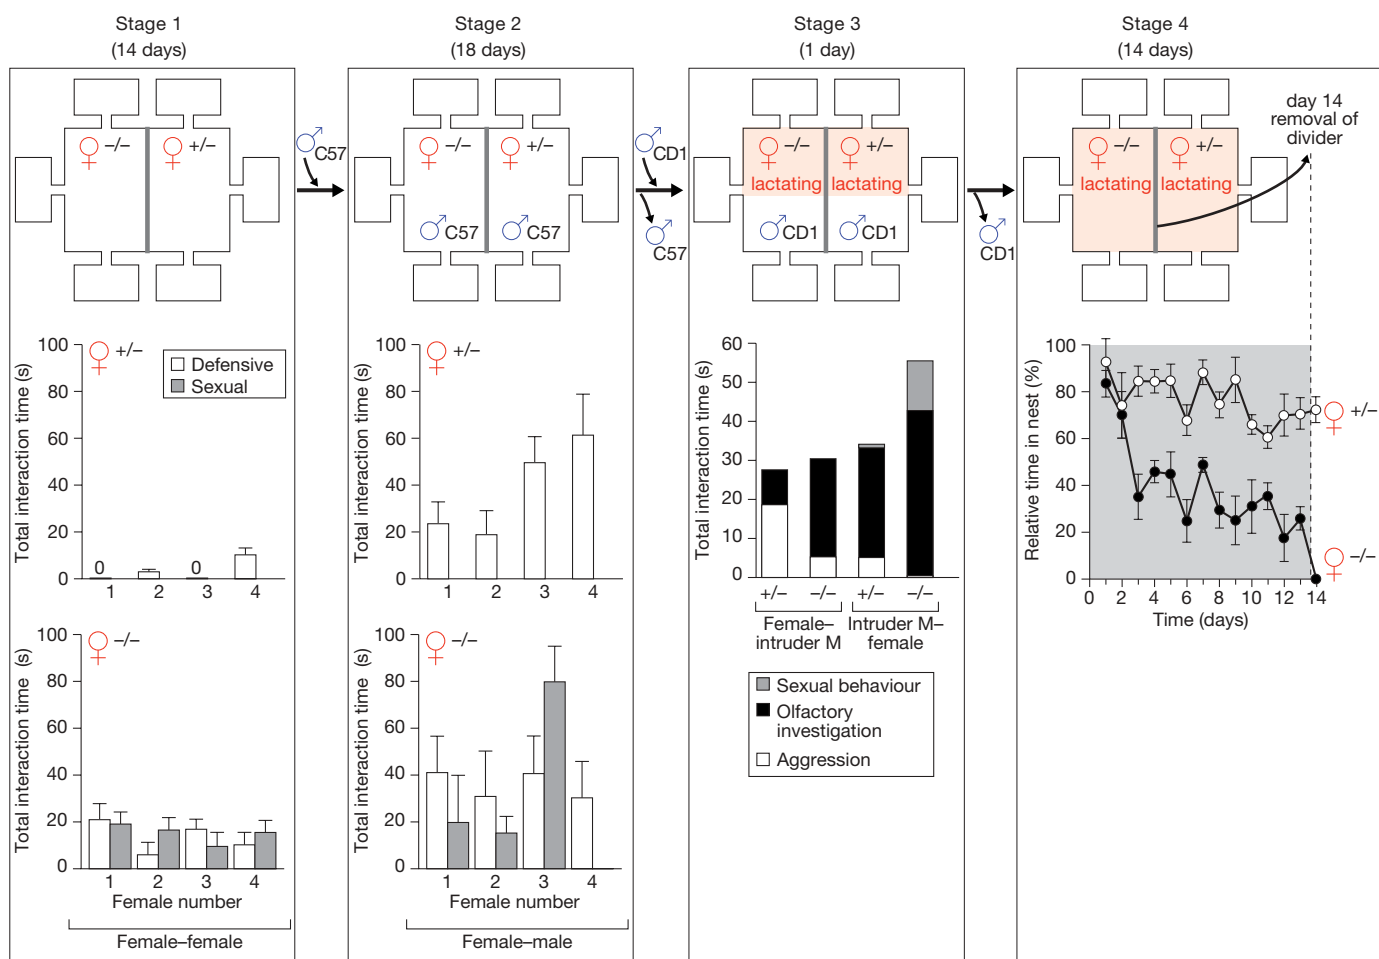 Stage 1
(14 days)
Stage 2
(18 days)
Stage 3
(1 day)
Stage 4
(14 days)
−/−
+/−
C57
−/−
+/−
C57
C57
CD1
C57
−/−
+/−
lactating
lactating
CD1
CD1
CD1
−/−
+/−
lactating
lactating
day 14
removal of
divider
Total interaction time (s)
100
80
60
40
20
0
+/−
Defensive
Sexual
0
0
1
2
3
4
Total interaction time (s)
100
80
60
40
20
0
−/−
1
2
3
4
Female number
Female–female
Total interaction time (s)
100
80
60
40
20
0
+/−
1
2
3
4
Total interaction time (s)
100
80
60
40
20
0
−/−
1
2
3
4
Female number
Female–male
Total interaction time (s)
60
50
40
30
20
10
0
+/−
−/−
+/−
−/−
Female–
intruder M
Intruder M–
female
Sexual behaviour
Olfactory
investigation
Aggression
Relative time in nest (%)
100
80
60
40
20
0
+/−
−/−
0
2
4
6
8
10
12
14
Time (days)